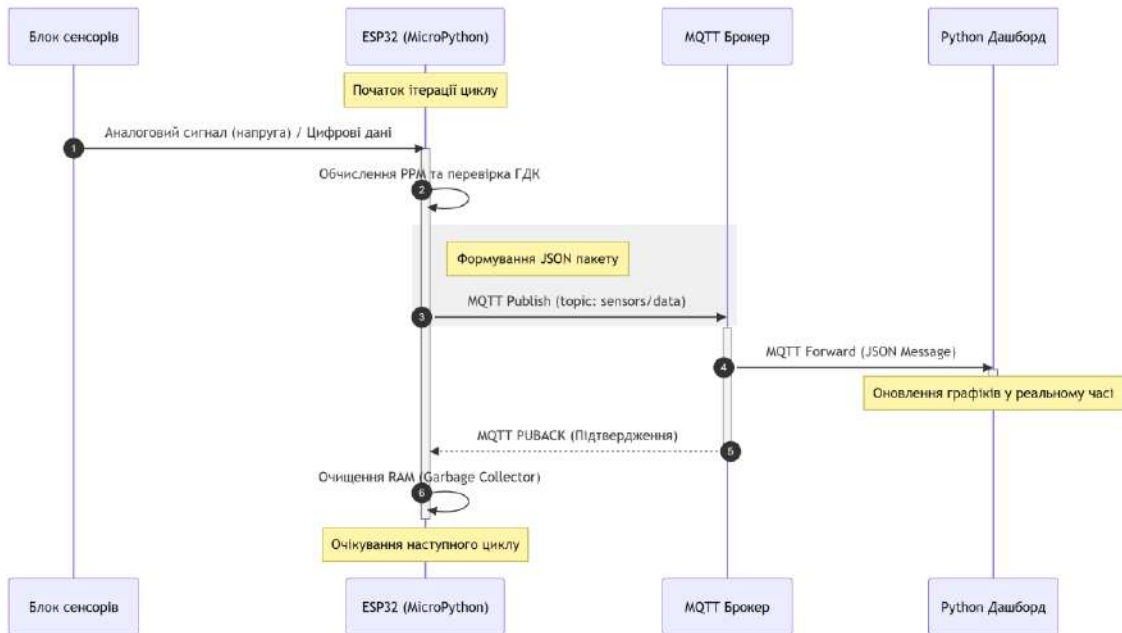 Блок сенсорів
ESP32 (MicroPython)
MQTT Брокер
Python Дашборд
Початок ітерації циклу
Аналоговий сигнал (напруга) / Цифрові дані
1
Обчислення PPM та перевірка ГДК
2
Формування JSON пакету
MQTT Publish (topic: sensors/data)
3
MQTT Forward (JSON Message)
4
Оновлення графіків у реальному часі
MQTT PUBACK (Підтвердження)
5
Очищення RAM (Garbage Collector)
6
Очікування наступного циклу
Блок сенсорів
ESP32 (MicroPython)
MQTT Брокер
Python Дашборд